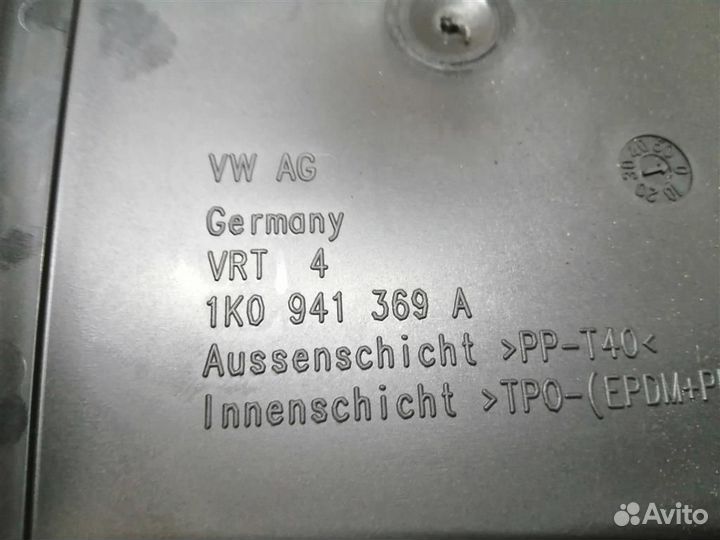 VW AG
Germany
VRT 4
1K0 941 369 A
Aussenschicht >PP-T40<
Innenschicht >TPO-(EPDM+P
Avito